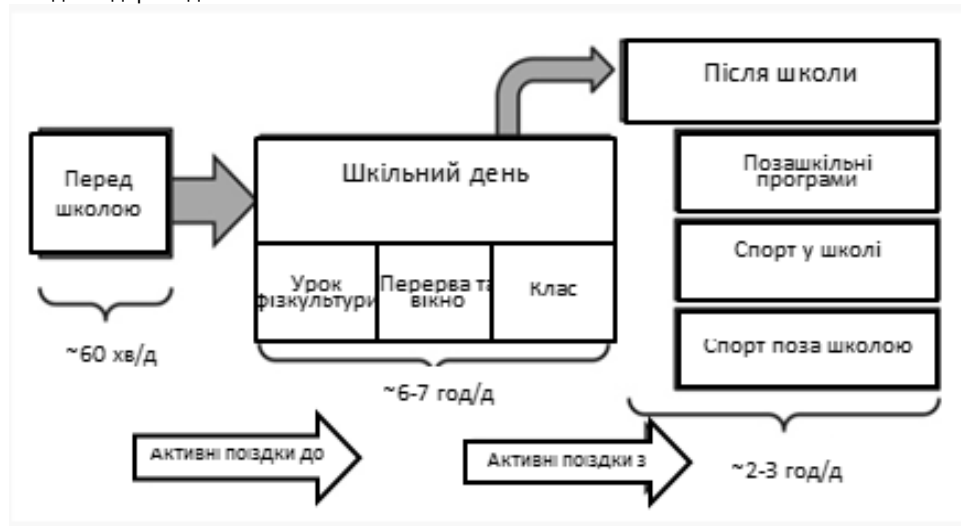 Перед
школою
~60 хв/д
Шкільний день
Урок
фізкультури
Перерва та
вікно
Клас
~6-7 год/д
Після школи
Позашкільні
програми
Спорт у школі
Спорт поза школою
~2-3 год/д
Активні поїздки до
Активні поїздки з